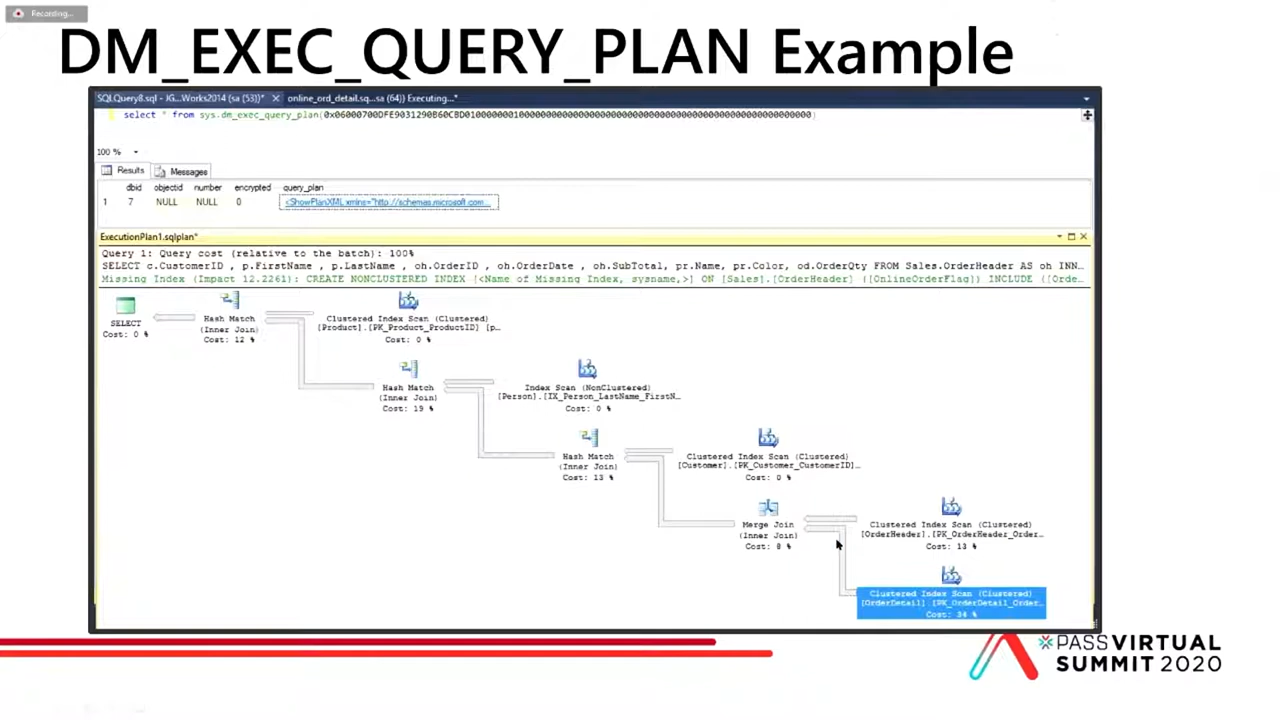 Recording...
DM_EXEC_QUERY_PLAN Example
SQLQuery8.sql - JG...Works2014 (sa (53))* online_ord_detail.sq...sa (64)) Executing...*
select * from sys.dm_exec_query_plan
100 %
Results Messages
dbid objectid number encrypted query_plan
1 7 NULL NULL 0 <ShowPlanXML xmlns="http://schemas.microsoft.com...
ExecutionPlan1.sqlplan*
Query 1: Query cost (relative to the batch): 100%
SELECT c.CustomerID , p.FirstName , p.LastName , oh.OrderID , oh.OrderDate , oh.SubTotal, pr.Name, pr.Color, od.OrderQty FROM Sales.OrderHeader AS oh INN...
Missing Index (Impact 12.2261): CREATE NONCLUSTERED INDEX [<Name of Missing Index, sysname,>] ON [Sales].[OrderHeader] ([OnlineOrderFlag]) INCLUDE ([Orde...
SELECT
Cost: 0 %
Hash Match
(Inner Join)
Cost: 12 %
Clustered Index Scan (Clustered)
[Product].[PK_Product_ProductID] [p...
Cost: 0 %
Hash Match
(Inner Join)
Cost: 19 %
Index Scan (NonClustered)
[Person].[IX_Person_LastName_FirstN...
Cost: 0 %
Hash Match
(Inner Join)
Cost: 13 %
Clustered Index Scan (Clustered)
[Customer].[PK_Customer_CustomerID]...
Cost: 0 %
Merge Join
(Inner Join)
Cost: 8 %
Clustered Index Scan (Clustered)
[OrderHeader].[PK_OrderHeader_Order...
Cost: 13 %
Clustered Index Scan (Clustered)
[OrderDetail].[PK_OrderDetail_Order...
Cost: 34 %
PASS VIRTUAL
SUMMIT 2020